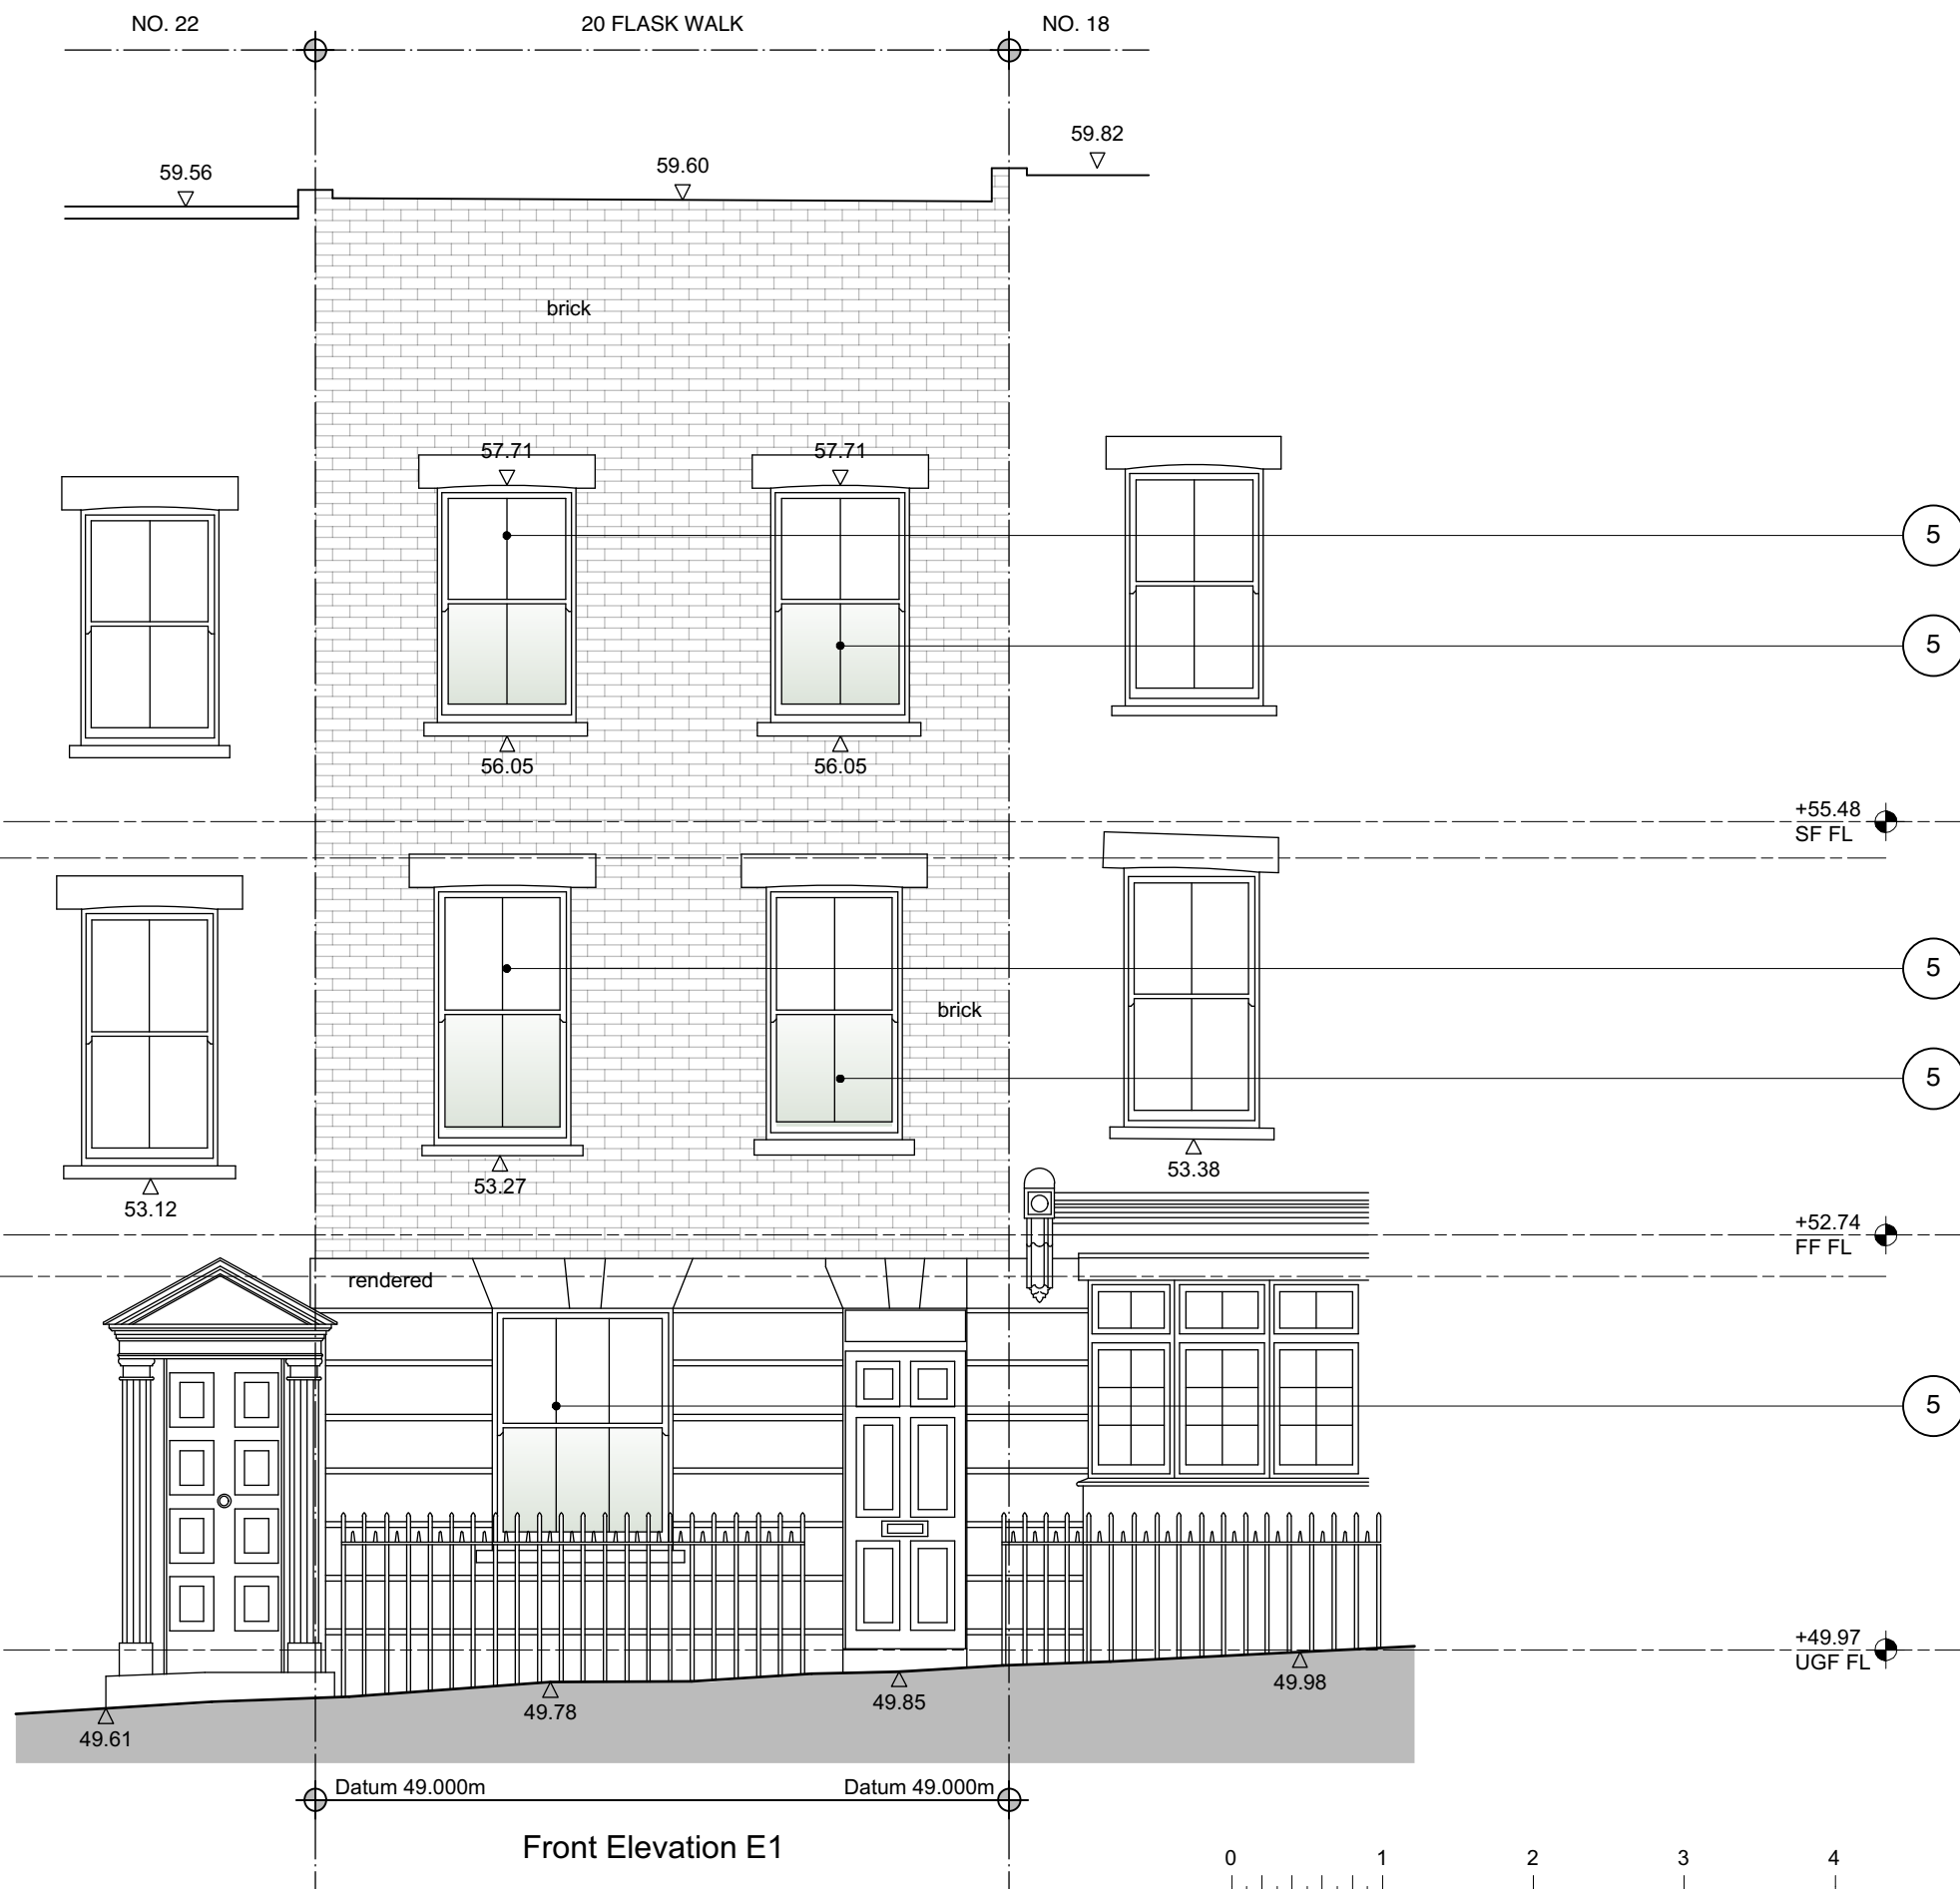 NO. 22
20 FLASK WALK
NO. 18
59.82
59.56
59.60
brick
57.71
57.71
5
5
56.05
56.05
+55.48
SF FL
5
brick
5
53.38
53.27
53.12
+52.74
FF FL
rendered
5
+49.97
UGF FL
49.98
49.85
49.78
49.61
Datum 49.000m
Datum 49.000m
Front Elevation E1
0 1 2 3 4